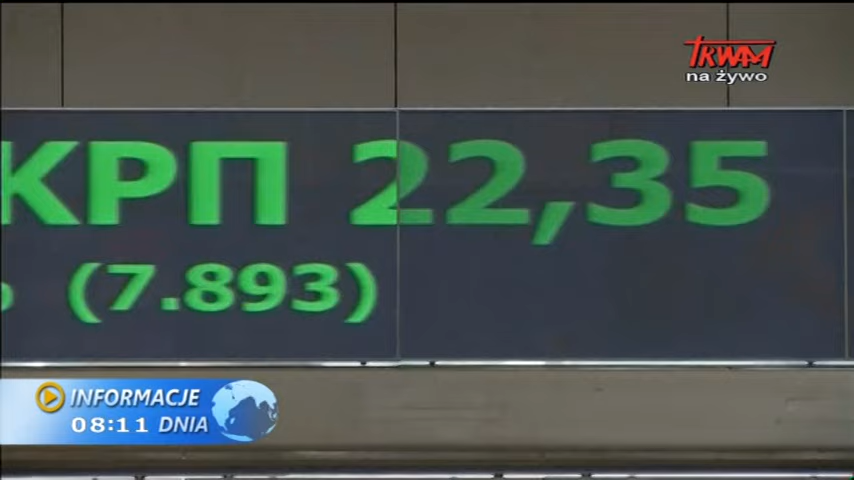 TRWAM
na żywo
КРП 22,35
(7.893)
INFORMACJE
08:11 DNIA